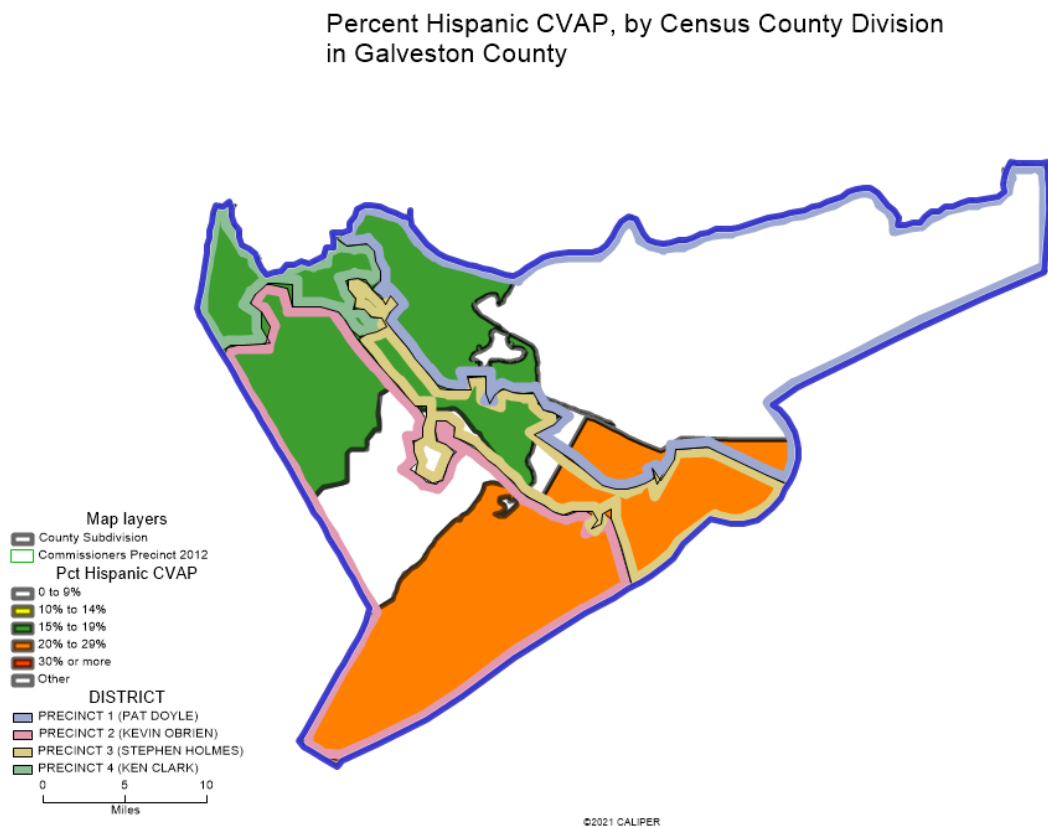 Percent Hispanic CVAP, by Census County Division
in Galveston County
Map layers
County Subdivision
Commissioners Precinct 2012
Pct Hispanic CVAP
0 to 9%
10% to 14%
15% to 19%
20% to 29%
30% or more
Other
DISTRICT
PRECINCT 1 (PAT DOYLE)
PRECINCT 2 (KEVIN OBRIEN)
PRECINCT 3 (STEPHEN HOLMES)
PRECINCT 4 (KEN CLARK)
0 5 10
Miles
©2021 CALIPER